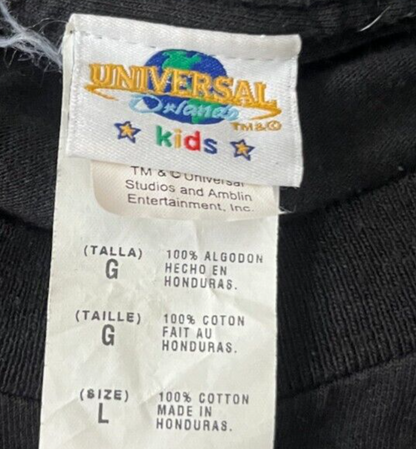 UNIVERSAL
Orlando
TM&©
kids
TM & © Universal
Studios and Amblin
Entertainment, Inc.
(TALLA)
G
100% ALGODON
HECHO EN
HONDURAS.
(TAILLE)
G
100% COTON
FAIT AU
HONDURAS.
(SIZE)
L
100% COTTON
MADE IN
HONDURAS.